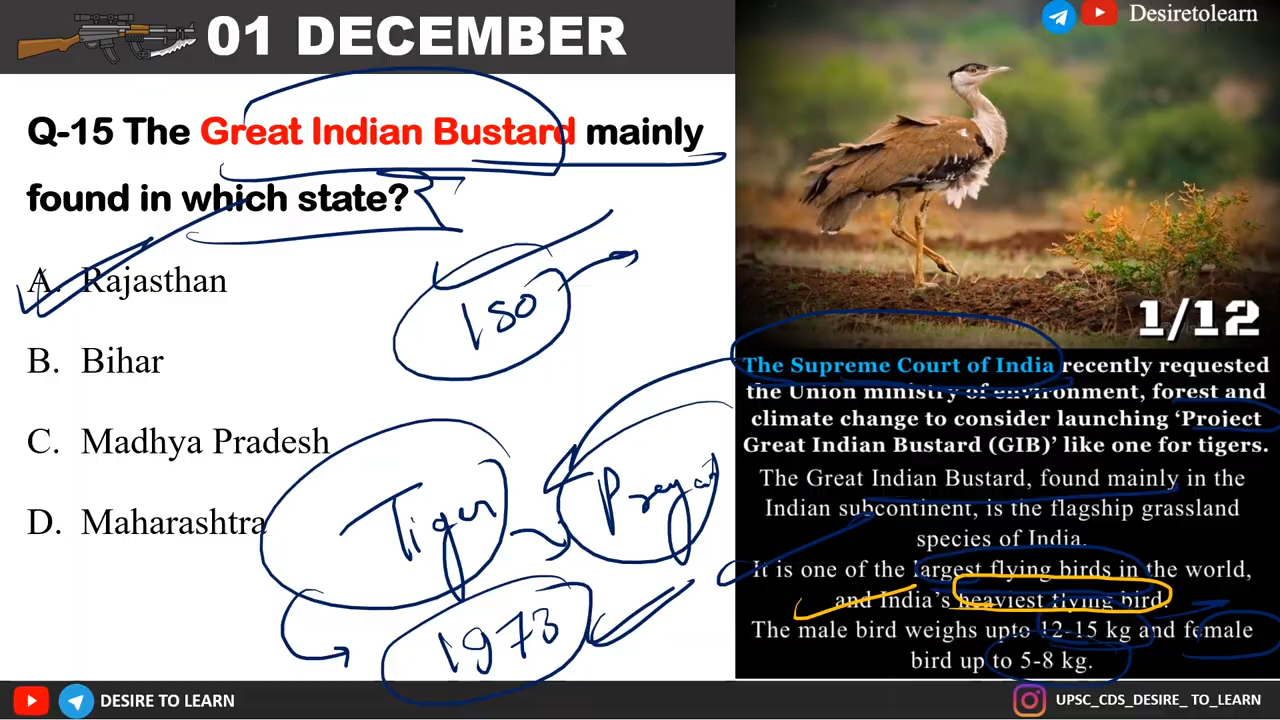 01 DECEMBER
Desiretolearn
Q-15 The Great Indian Bustard mainly
found in which state?
A. Rajasthan
B. Bihar
C. Madhya Pradesh
D. Maharashtra
150
Tiger
Project
1973
1/12
The Supreme Court of India recently requested
the Union ministry of environment, forest and
climate change to consider launching ‘Project
Great Indian Bustard (GIB)’ like one for tigers.
The Great Indian Bustard, found mainly in the
Indian subcontinent, is the flagship grassland
species of India.
It is one of the largest flying birds in the world,
and India’s heaviest flying bird.
The male bird weighs upto 12-15 kg and female
bird up to 5-8 kg.
DESIRE TO LEARN
UPSC_CDS_DESIRE_ TO_LEARN